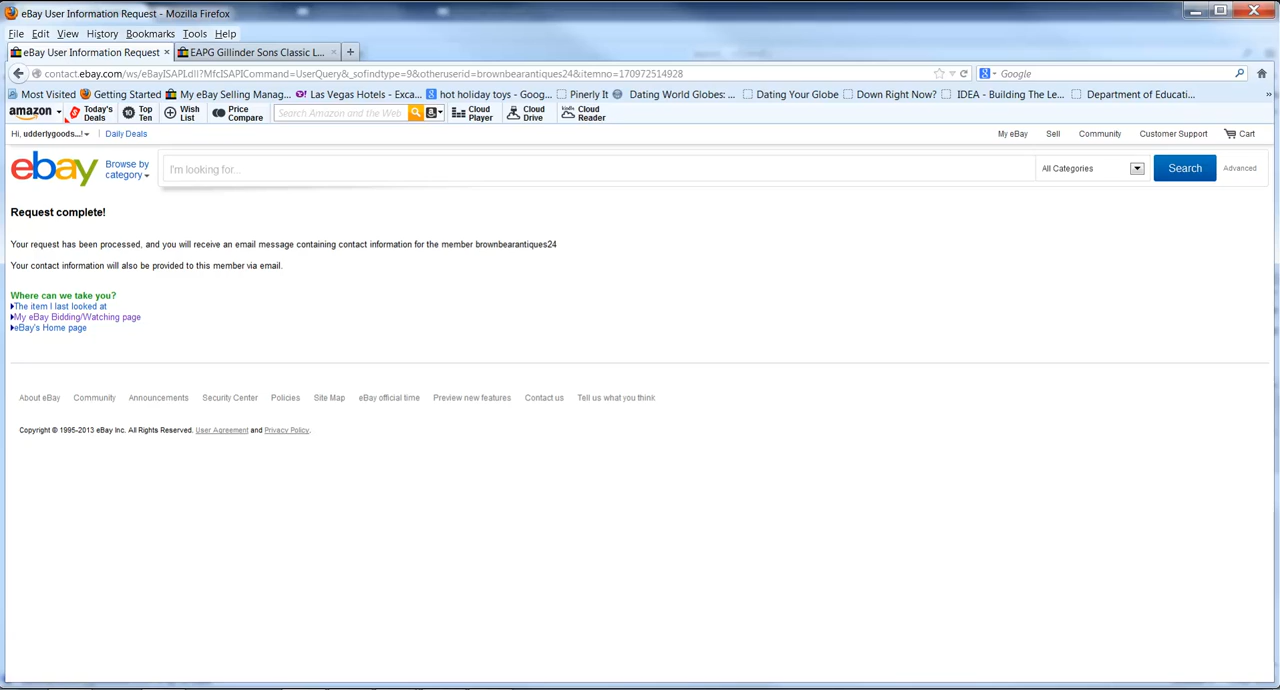 eBay User Information Request - Mozilla Firefox
File Edit View History Bookmarks Tools Help
eBay User Information Request × EAPG Gillinder Sons Classic L... × +
contact.ebay.com/ws/eBayISAPI.dll?MfcISAPICommand=UserQuery&_sofindtype=9&otheruserid=brownbearantiques24&itemno=170972514928 Google
Most Visited Getting Started My eBay Selling Manag... Las Vegas Hotels - Exca... hot holiday toys - Goog... Pinerly It Dating World Globes: ... Dating Your Globe Down Right Now? IDEA - Building The Le... Department of Educati... »
amazon Today's Deals Top Ten Wish List Price Compare Search Amazon and the Web Cloud Player Cloud Drive Cloud Reader
Hi, udderlygoods...! Daily Deals My eBay Sell Community Customer Support Cart
ebay Browse by category I'm looking for... All Categories Search Advanced
Request complete!
Your request has been processed, and you will receive an email message containing contact information for the member brownbearantiques24
Your contact information will also be provided to this member via email.
Where can we take you?
The item I last looked at
My eBay Bidding/Watching page
eBay's Home page
About eBay Community Announcements Security Center Policies Site Map eBay official time Preview new features Contact us Tell us what you think
Copyright © 1995-2013 eBay Inc. All Rights Reserved. User Agreement and Privacy Policy.